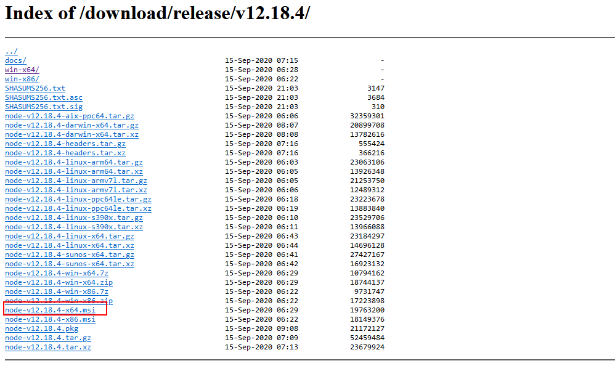 Index of /download/release/v12.18.4/
../
docs/ 15-Sep-2020 07:15 -
win-x64/ 15-Sep-2020 06:28 -
win-x86/ 15-Sep-2020 06:22 -
SHASUMS256.txt 15-Sep-2020 21:03 3147
SHASUMS256.txt.asc 15-Sep-2020 21:03 3684
SHASUMS256.txt.sig 15-Sep-2020 21:03 310
node-v12.18.4-aix-ppc64.tar.gz 15-Sep-2020 06:06 32359301
node-v12.18.4-darwin-x64.tar.gz 15-Sep-2020 08:07 20899708
node-v12.18.4-darwin-x64.tar.xz 15-Sep-2020 08:08 13782616
node-v12.18.4-headers.tar.gz 15-Sep-2020 07:16 555424
node-v12.18.4-headers.tar.xz 15-Sep-2020 07:16 366216
node-v12.18.4-linux-arm64.tar.gz 15-Sep-2020 06:03 23063106
node-v12.18.4-linux-arm64.tar.xz 15-Sep-2020 06:05 13926348
node-v12.18.4-linux-armv7l.tar.gz 15-Sep-2020 06:05 21253750
node-v12.18.4-linux-armv7l.tar.xz 15-Sep-2020 06:06 12489312
node-v12.18.4-linux-ppc64le.tar.gz 15-Sep-2020 06:18 23223678
node-v12.18.4-linux-ppc64le.tar.xz 15-Sep-2020 06:19 13883840
node-v12.18.4-linux-s390x.tar.gz 15-Sep-2020 06:10 23529706
node-v12.18.4-linux-s390x.tar.xz 15-Sep-2020 06:11 13966088
node-v12.18.4-linux-x64.tar.gz 15-Sep-2020 06:43 23184297
node-v12.18.4-linux-x64.tar.xz 15-Sep-2020 06:44 14696128
node-v12.18.4-sunos-x64.tar.gz 15-Sep-2020 06:41 27427167
node-v12.18.4-sunos-x64.tar.xz 15-Sep-2020 06:42 16923132
node-v12.18.4-win-x64.7z 15-Sep-2020 06:29 10794162
node-v12.18.4-win-x64.zip 15-Sep-2020 06:29 18744137
node-v12.18.4-win-x86.7z 15-Sep-2020 06:22 9731747
node-v12.18.4-win-x86.zip 15-Sep-2020 06:22 17223898
node-v12.18.4-x64.msi 15-Sep-2020 06:29 19763200
node-v12.18.4-x86.msi 15-Sep-2020 06:22 18149376
node-v12.18.4.pkg 15-Sep-2020 09:08 21172127
node-v12.18.4.tar.gz 15-Sep-2020 07:09 52459484
node-v12.18.4.tar.xz 15-Sep-2020 07:13 23679924